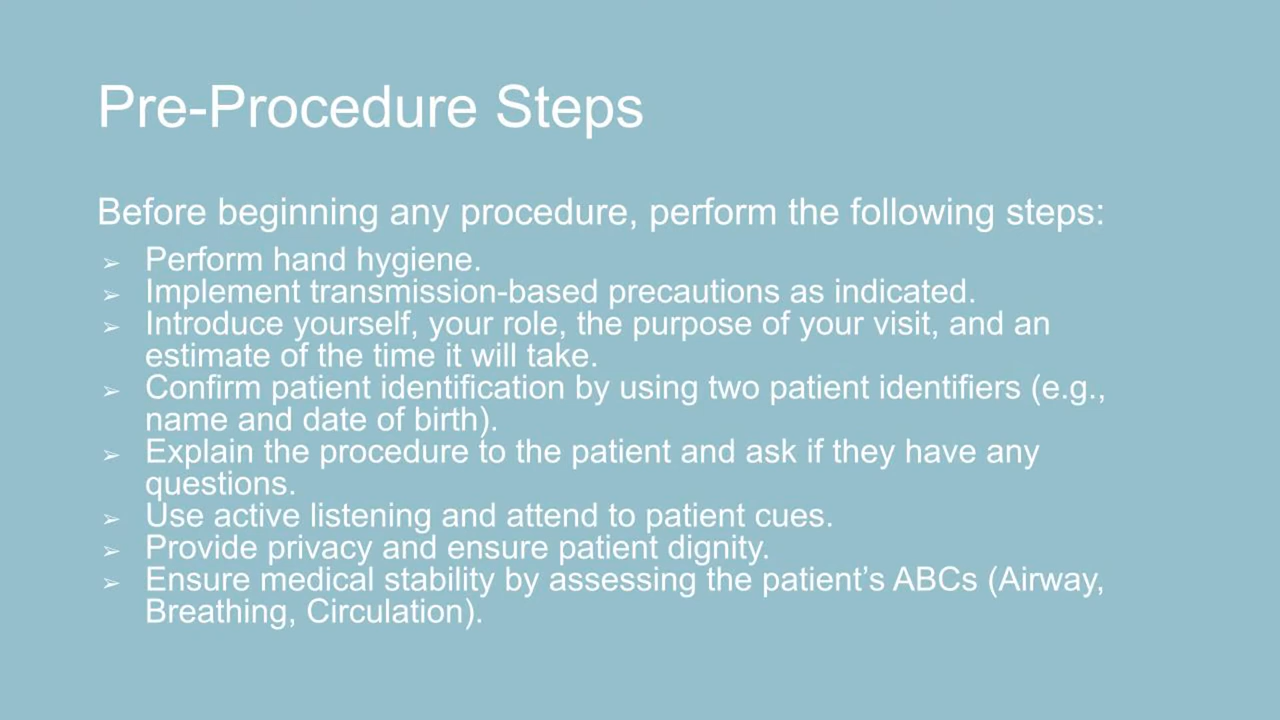 Pre-Procedure Steps
Before beginning any procedure, perform the following steps:
➢ Perform hand hygiene.
➢ Implement transmission-based precautions as indicated.
➢ Introduce yourself, your role, the purpose of your visit, and an
estimate of the time it will take.
➢ Confirm patient identification by using two patient identifiers (e.g.,
name and date of birth).
➢ Explain the procedure to the patient and ask if they have any
questions.
➢ Use active listening and attend to patient cues.
➢ Provide privacy and ensure patient dignity.
➢ Ensure medical stability by assessing the patient’s ABCs (Airway,
Breathing, Circulation).